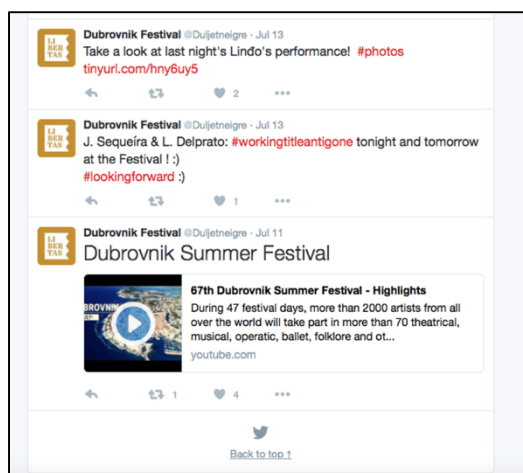 LI
BER
TAS
Dubrovnik Festival @Duljetneigre · Jul 13
Take a look at last night's Linđo's performance! #photos
tinyurl.com/hny6uy5
2
LI
BER
TAS
Dubrovnik Festival @Duljetneigre · Jul 13
J. Sequeíra & L. Delprato: #workingtitleantigone tonight and tomorrow
at the Festival ! :)
#lookingforward :)
1
LI
BER
TAS
Dubrovnik Festival @Duljetneigre · Jul 11
Dubrovnik Summer Festival
BROVNIK
67th Dubrovnik Summer Festival - Highlights
During 47 festival days, more than 2000 artists from all
over the world will take part in more than 70 theatrical,
musical, operatic, ballet, folklore and ot...
youtube.com
1
4
Back to top ↑